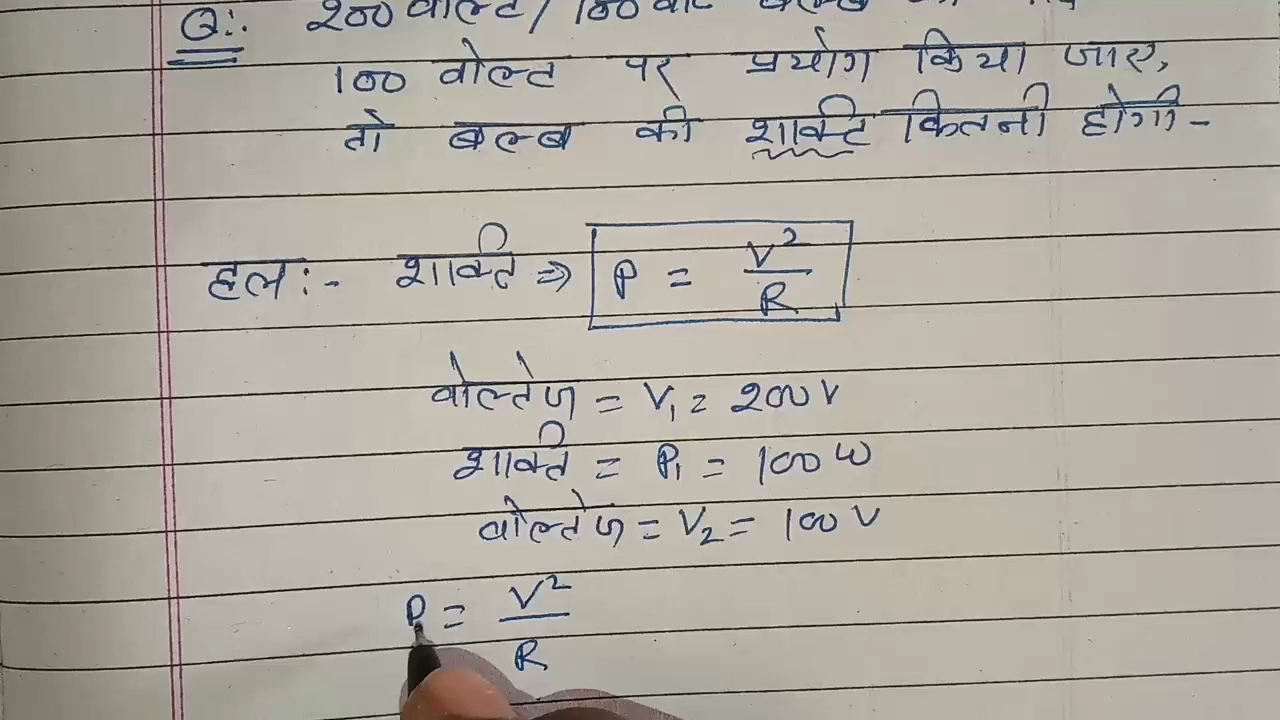 Q:. 200 वोल्ट / 100 वाट बल्ब
100 वोल्ट पर प्रयोग किया जाए,
तो बल्ब की शक्ति कितनी होगी -
हल :- शक्ति ⇒ P = V² / R
वोल्तेज = V₁ = 200 V
शक्ति = P₁ = 100 W
वोल्तेज = V₂ = 100 V
P = V² / R